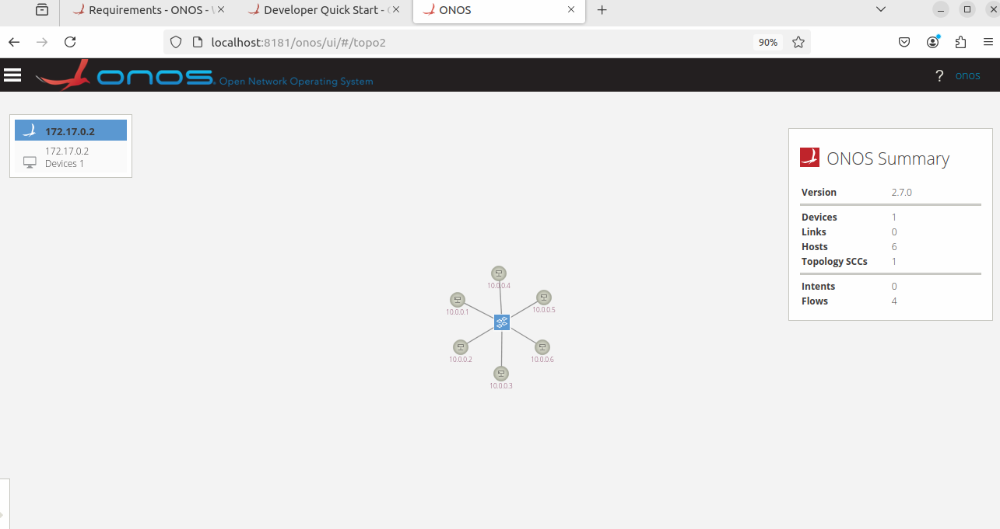 Requirements - ONOS - \
Developer Quick Start - (
ONOS
localhost:8181/onos/ui/#/topo2
90%
onos. Open Network Operating System
?
onos
172.17.0.2
172.17.0.2
Devices 1
ONOS Summary
Version 2.7.0
Devices 1
Links 0
Hosts 6
Topology SCCs 1
Intents 0
Flows 4
10.0.0.4
10.0.0.1
10.0.0.5
10.0.0.2
10.0.0.6
10.0.0.3